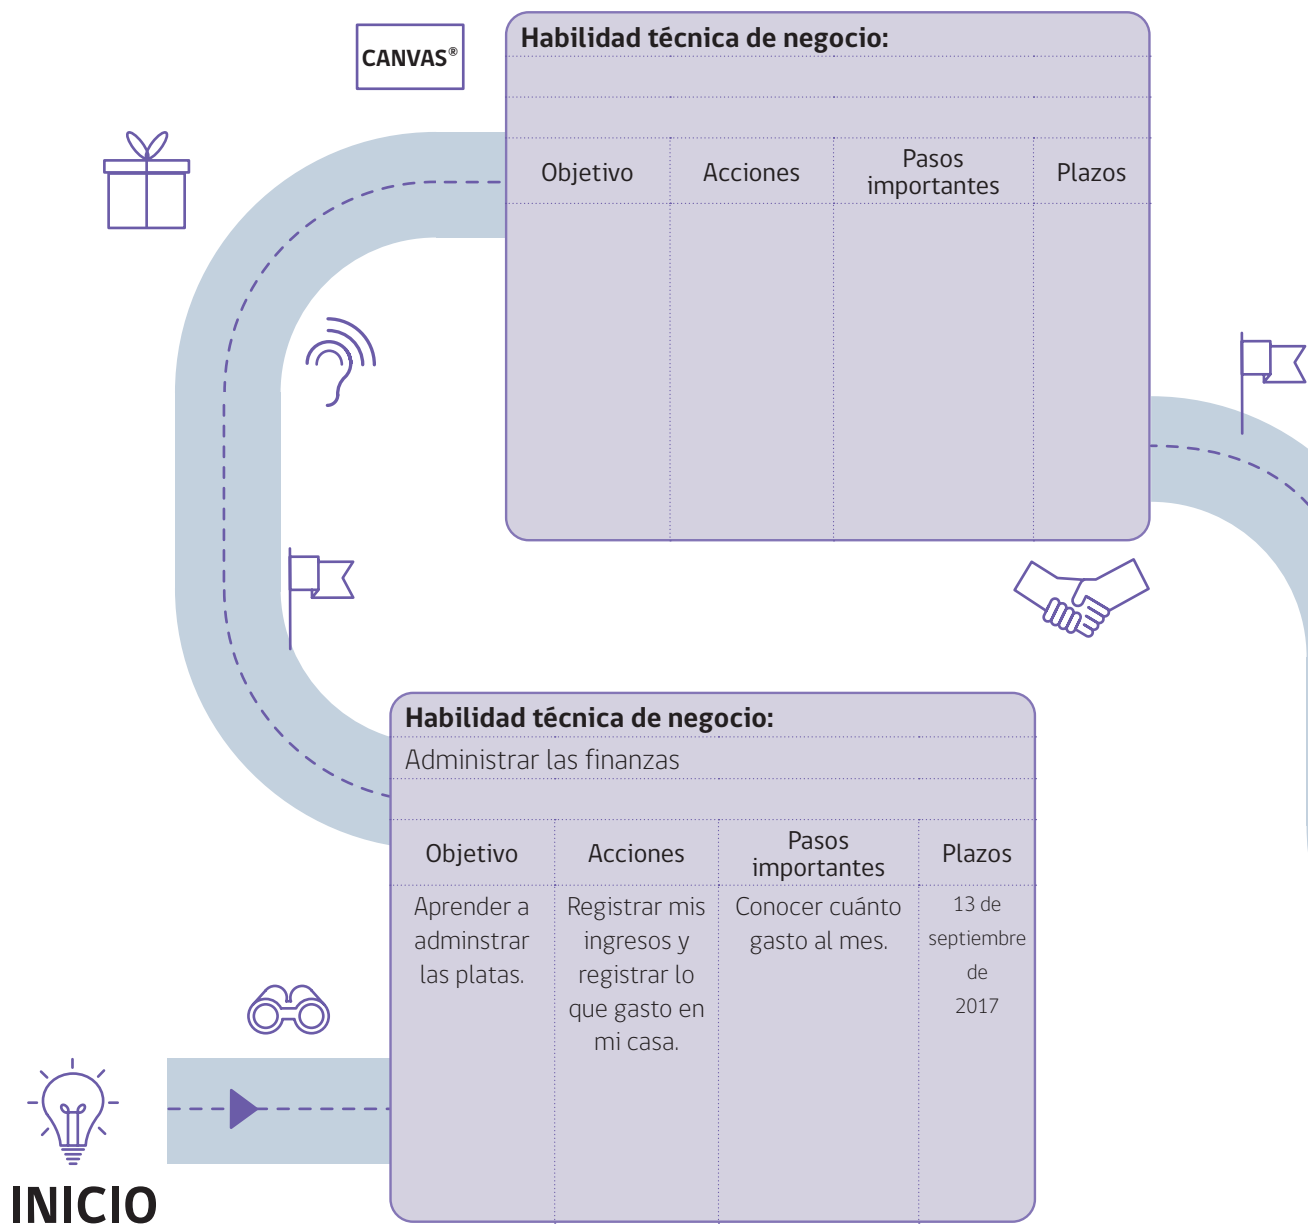 CANVAS®
Habilidad técnica de negocio:
Objetivo
Acciones
Pasos
importantes
Plazos
Habilidad técnica de negocio:
Administrar las finanzas
Objetivo
Acciones
Pasos
importantes
Plazos
Aprender a
adminstrar
las platas.
Registrar mis
ingresos y
registrar lo
que gasto en
mi casa.
Conocer cuánto
gasto al mes.
13 de
septiembre
de
2017
INICIO